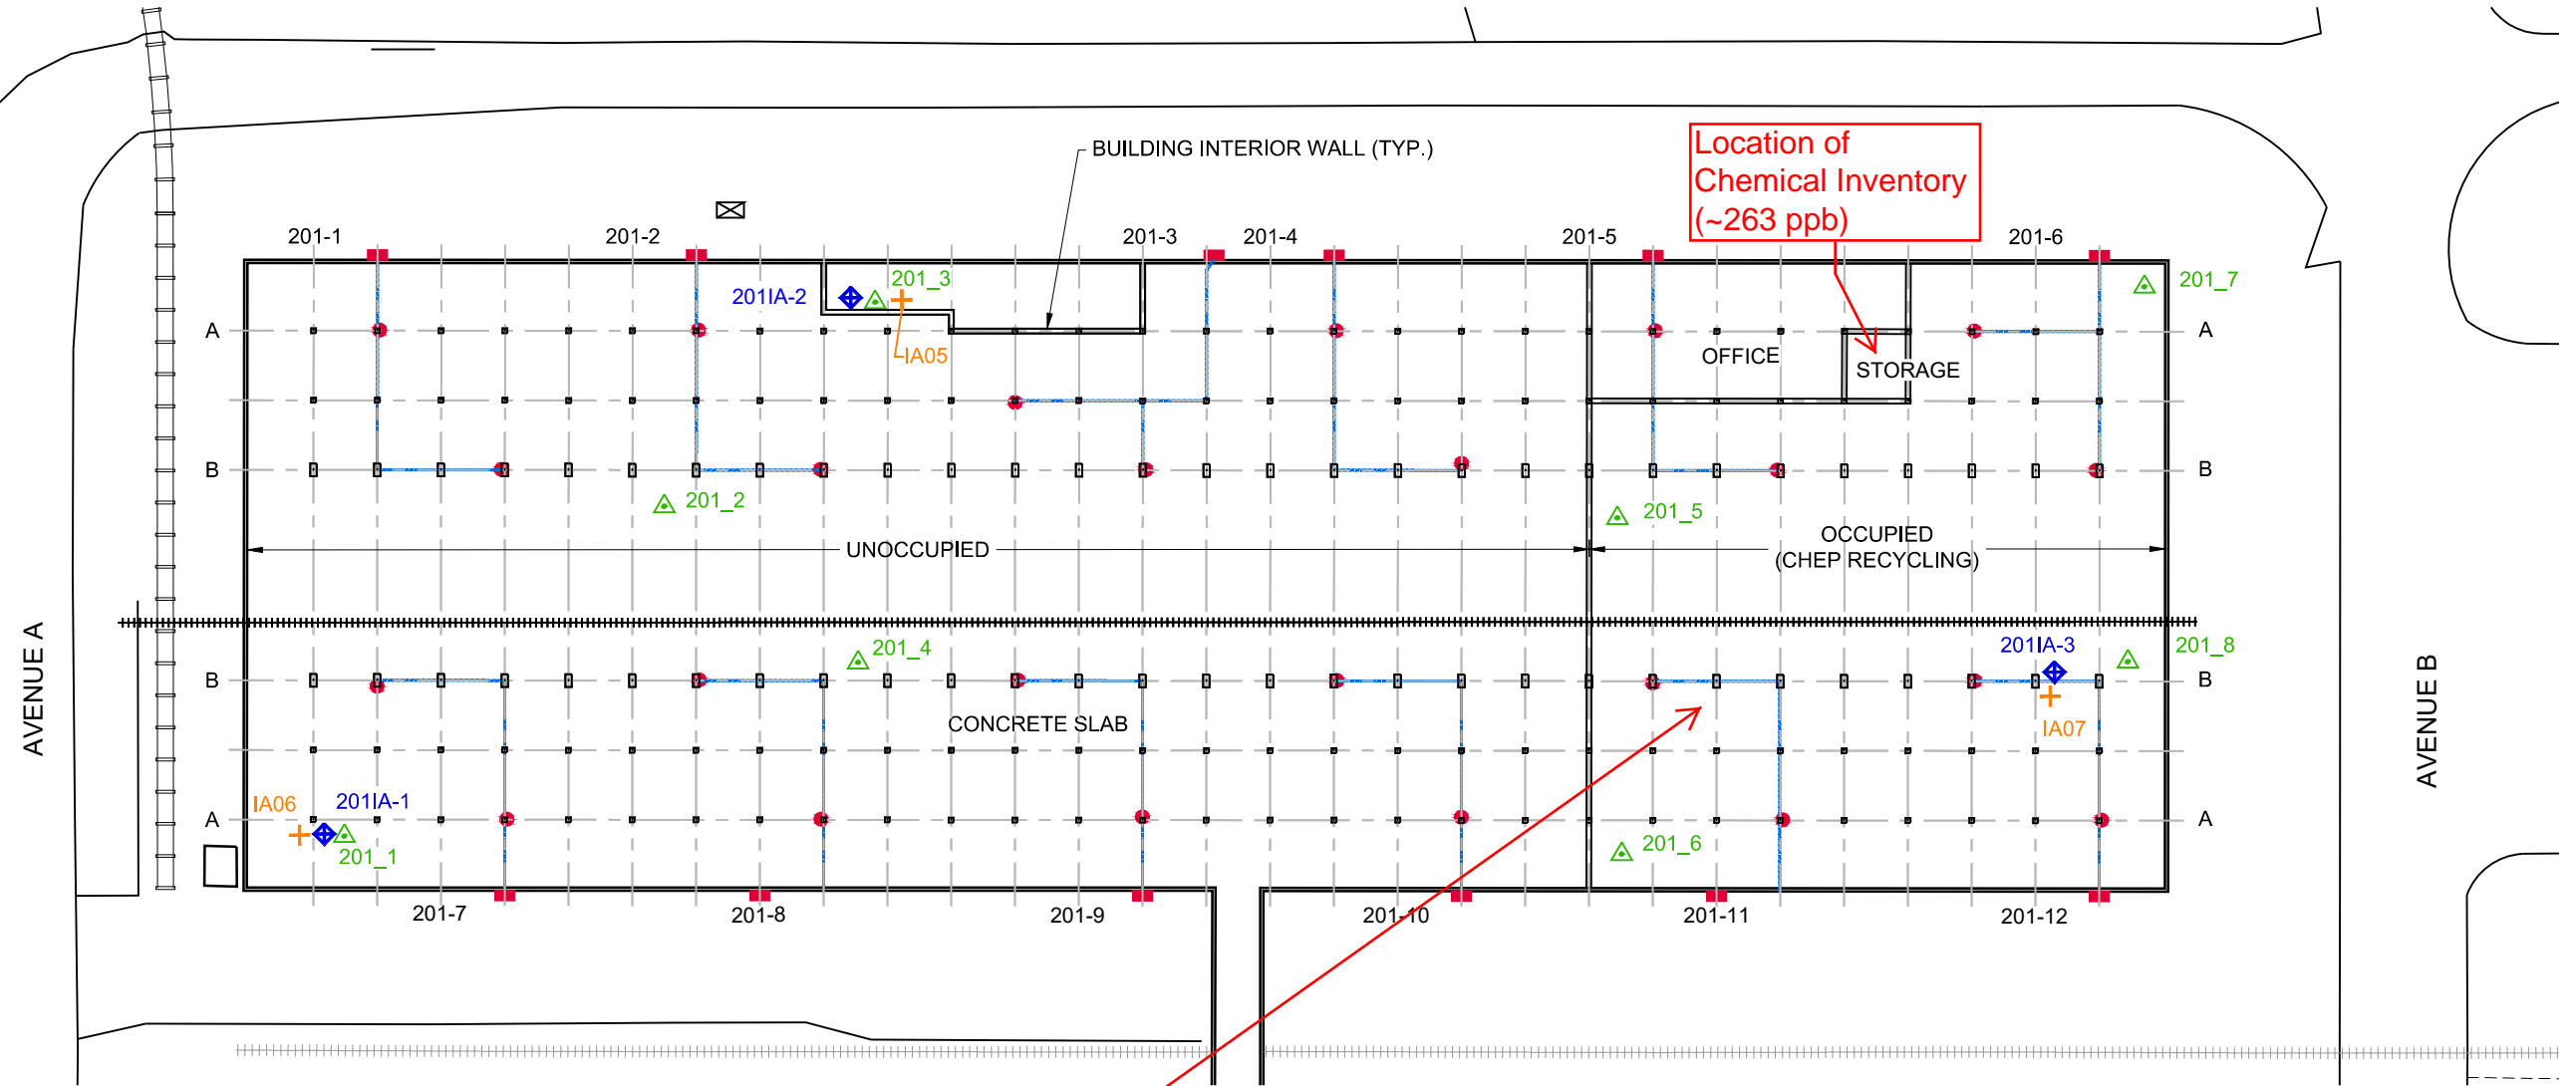 BUILDING INTERIOR WALL (TYP.)
Location of
Chemical Inventory
(~263 ppb)
201-1
201-2
201-3
201-4
201-5
201-6
201IA-2
201_3
201_7
A
A
IA05
OFFICE
STORAGE
B
B
201_2
201_5
UNOCCUPIED
OCCUPIED
(CHEP RECYCLING)
AVENUE A
AVENUE B
201_4
201IA-3
201_8
B
B
CONCRETE SLAB
IA07
IA06
201IA-1
A
A
201_1
201_6
201-7
201-8
201-9
201-10
201-11
201-12